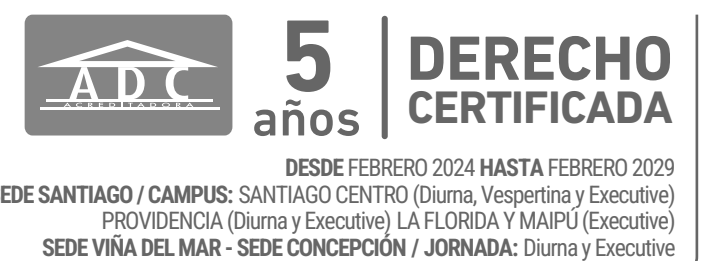 ADC
ACREDITADORA
5
años
DERECHO
CERTIFICADA
DESDE FEBRERO 2024 HASTA FEBRERO 2029
EDE SANTIAGO / CAMPUS: SANTIAGO CENTRO (Diurna, Vespertina y Executive)
PROVIDENCIA (Diurna y Executive) LA FLORIDA Y MAIPÚ (Executive)
SEDE VIÑA DEL MAR - SEDE CONCEPCIÓN / JORNADA: Diurna y Executive